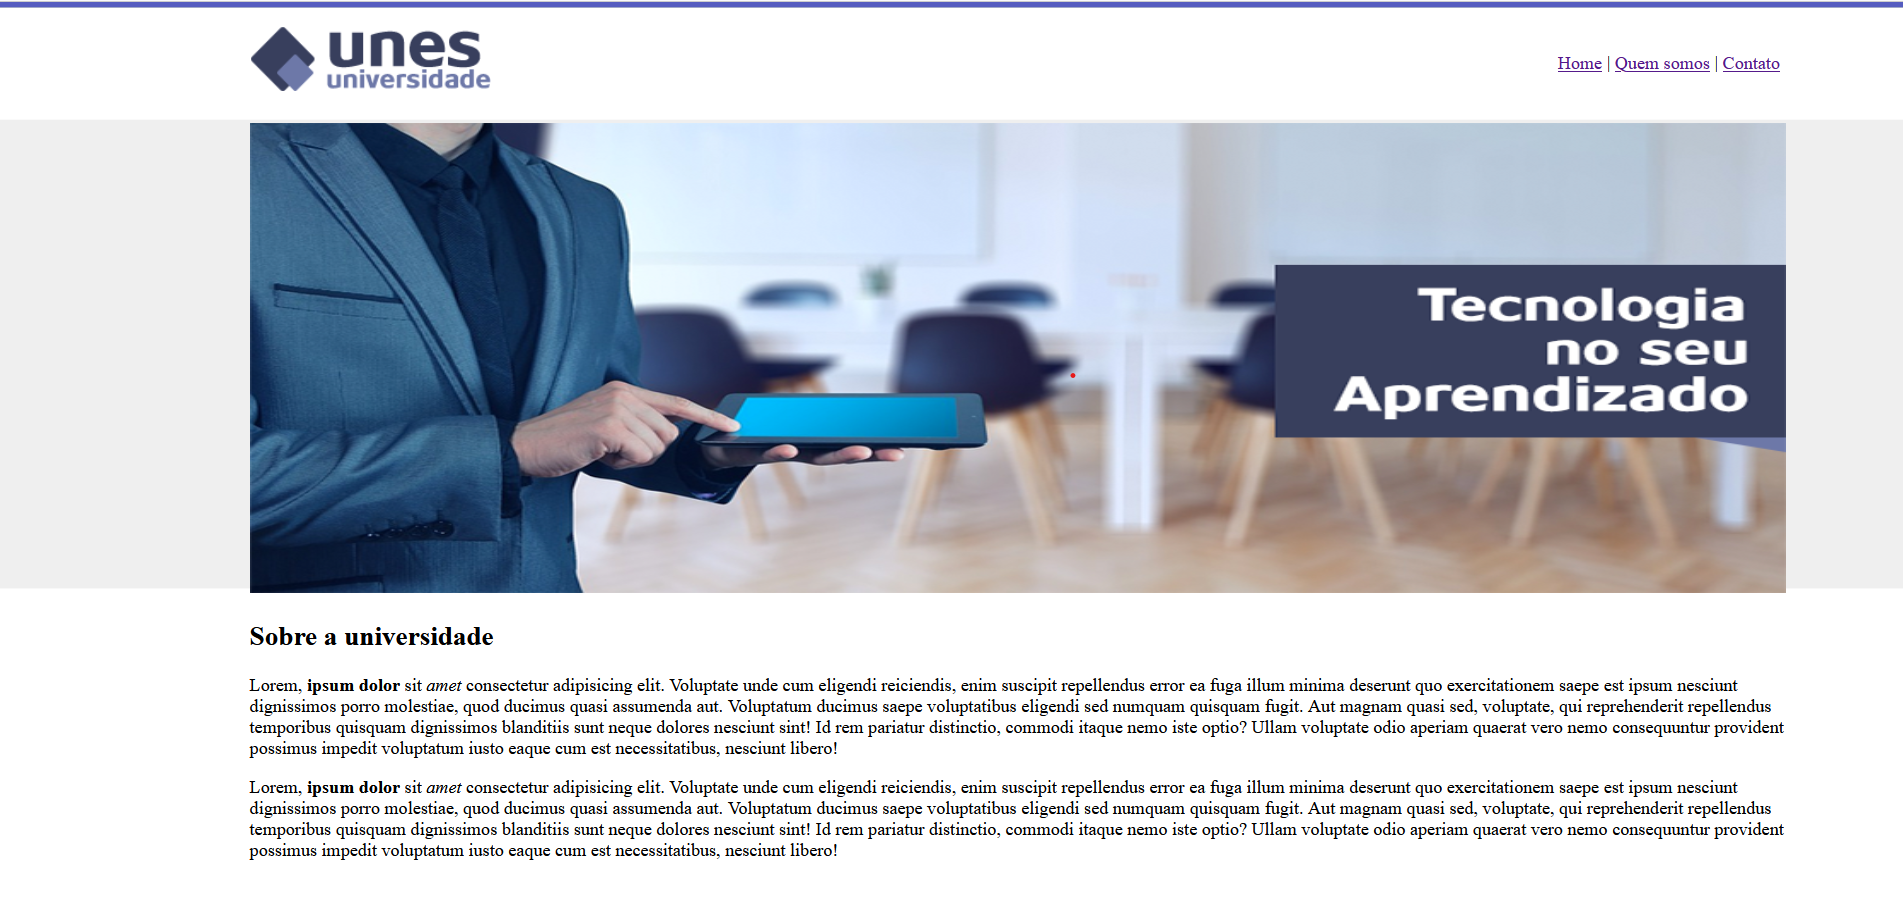 unes
universidade
Home | Quem somos | Contato
Tecnologia
no seu
Aprendizado
Sobre a universidade
Lorem, ipsum dolor sit amet consectetur adipisicing elit. Voluptate unde cum eligendi reiciendis, enim suscipit repellendus error ea fuga illum minima deserunt quo exercitationem saepe est ipsum nesciunt
dignissimos porro molestiae, quod ducimus quasi assumenda aut. Voluptatum ducimus saepe voluptatibus eligendi sed numquam quisquam fugit. Aut magnam quasi sed, voluptate, qui reprehenderit repellendus
temporibus quisquam dignissimos blanditiis sunt neque dolores nesciunt sint! Id rem pariatur distinctio, commodi itaque nemo iste optio? Ullam voluptate odio aperiam quaerat vero nemo consequuntur provident
possimus impedit voluptatum iusto eaque cum est necessitatibus, nesciunt libero!
Lorem, ipsum dolor sit amet consectetur adipisicing elit. Voluptate unde cum eligendi reiciendis, enim suscipit repellendus error ea fuga illum minima deserunt quo exercitationem saepe est ipsum nesciunt
dignissimos porro molestiae, quod ducimus quasi assumenda aut. Voluptatum ducimus saepe voluptatibus eligendi sed numquam quisquam fugit. Aut magnam quasi sed, voluptate, qui reprehenderit repellendus
temporibus quisquam dignissimos blanditiis sunt neque dolores nesciunt sint! Id rem pariatur distinctio, commodi itaque nemo iste optio? Ullam voluptate odio aperiam quaerat vero nemo consequuntur provident
possimus impedit voluptatum iusto eaque cum est necessitatibus, nesciunt libero!